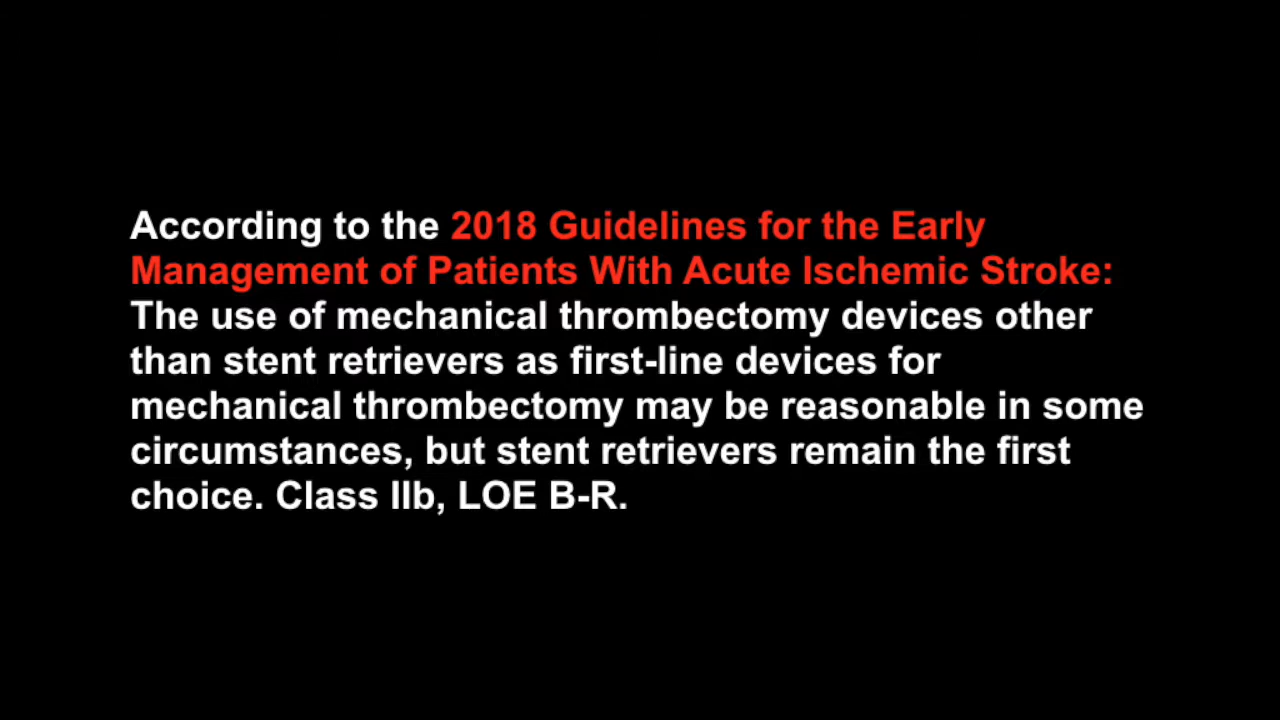 According to the 2018 Guidelines for the Early
Management of Patients With Acute Ischemic Stroke:
The use of mechanical thrombectomy devices other
than stent retrievers as first-line devices for
mechanical thrombectomy may be reasonable in some
circumstances, but stent retrievers remain the first
choice. Class IIb, LOE B-R.